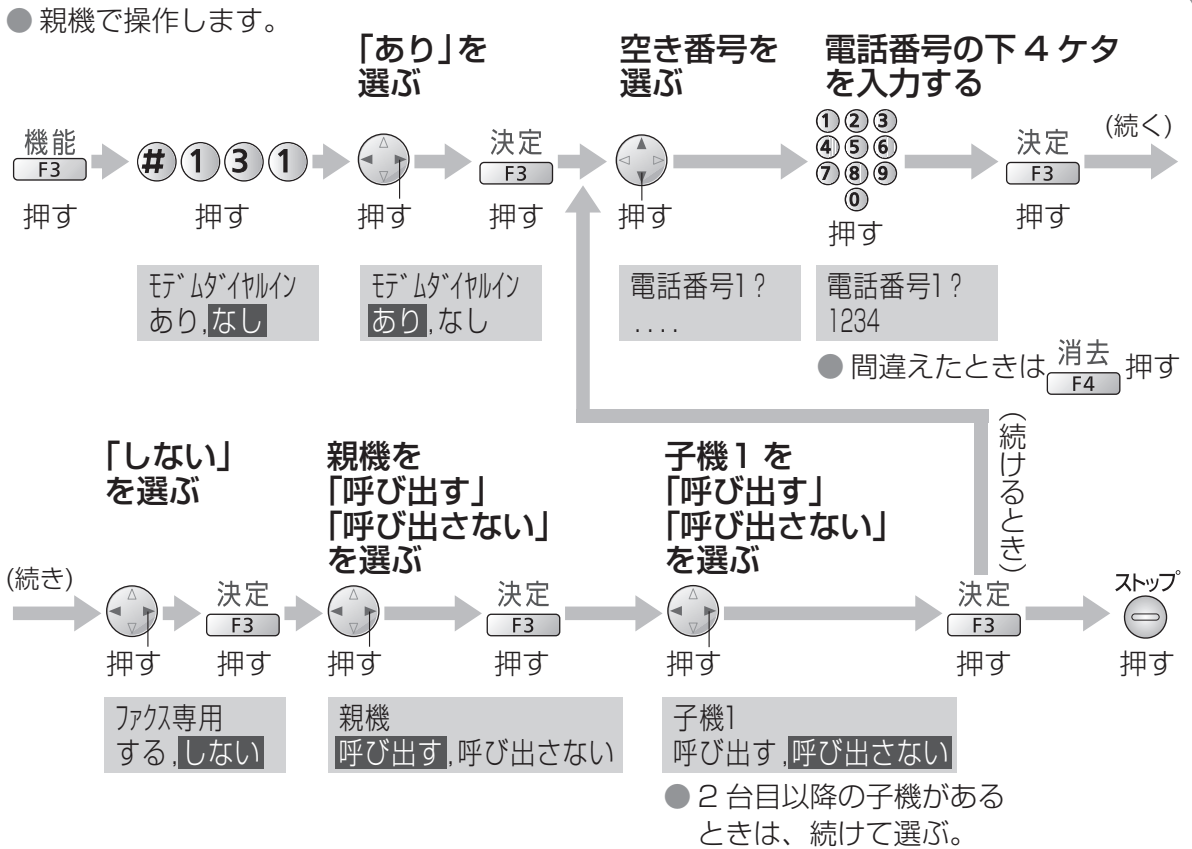 ● 親機で操作します。
「あり」を
選ぶ
空き番号を
選ぶ
電話番号の下4ケタ
を入力する
機能
F3
押す
#131
押す
押す
決定
F3
押す
押す
1 2 3
4 5 6
7 8 9
0
押す
決定
F3
押す
(続く)
ﾓﾃﾞﾑﾀﾞｲﾔﾙｲﾝ
あり,なし
ﾓﾃﾞﾑﾀﾞｲﾔﾙｲﾝ
あり,なし
電話番号1?
....
電話番号1?
1234
● 間違えたときは 消去 F4 押す
(続けるとき)
「しない」
を選ぶ
親機を
「呼び出す」
「呼び出さない」
を選ぶ
子機1を
「呼び出す」
「呼び出さない」
を選ぶ
(続き)
押す
決定
F3
押す
押す
決定
F3
押す
押す
決定
F3
押す
ストップ
押す
ﾌｧｸｽ専用
する,しない
親機
呼び出す,呼び出さない
子機1
呼び出す,呼び出さない
● 2台目以降の子機がある
ときは、続けて選ぶ。